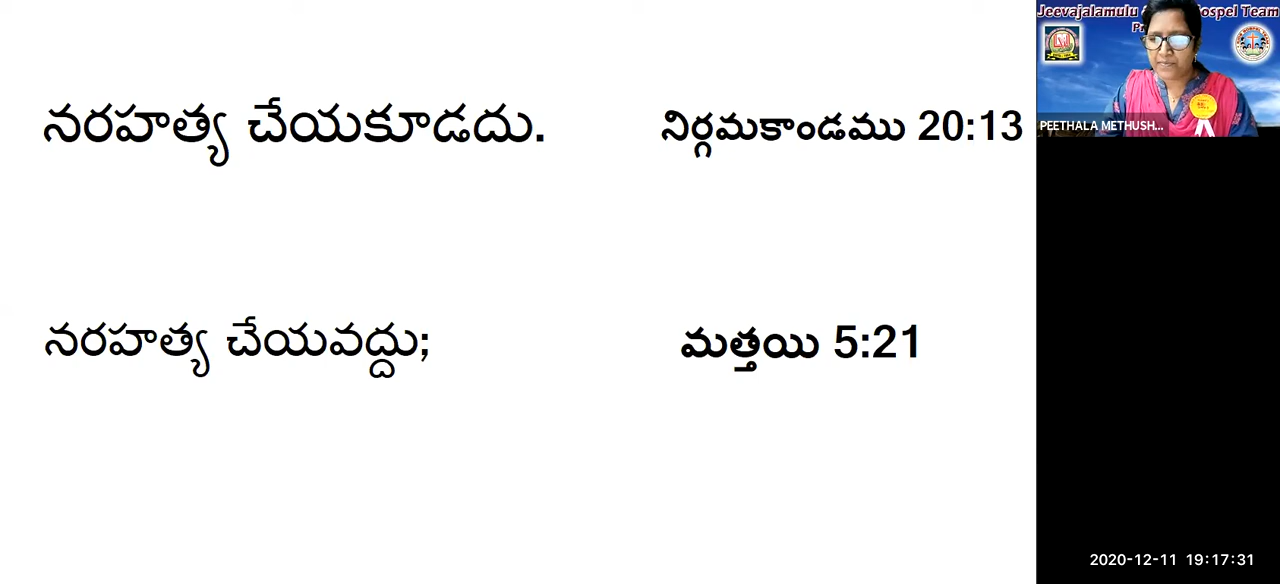 నరహత్య చేయకూడదు. నిర్గమకాండము 20:13
నరహత్య చేయవద్దు; మత్తయి 5:21
Jeevajalamulu Gospel Team
PEETHALA METHUSH...
2020-12-11 19:17:31